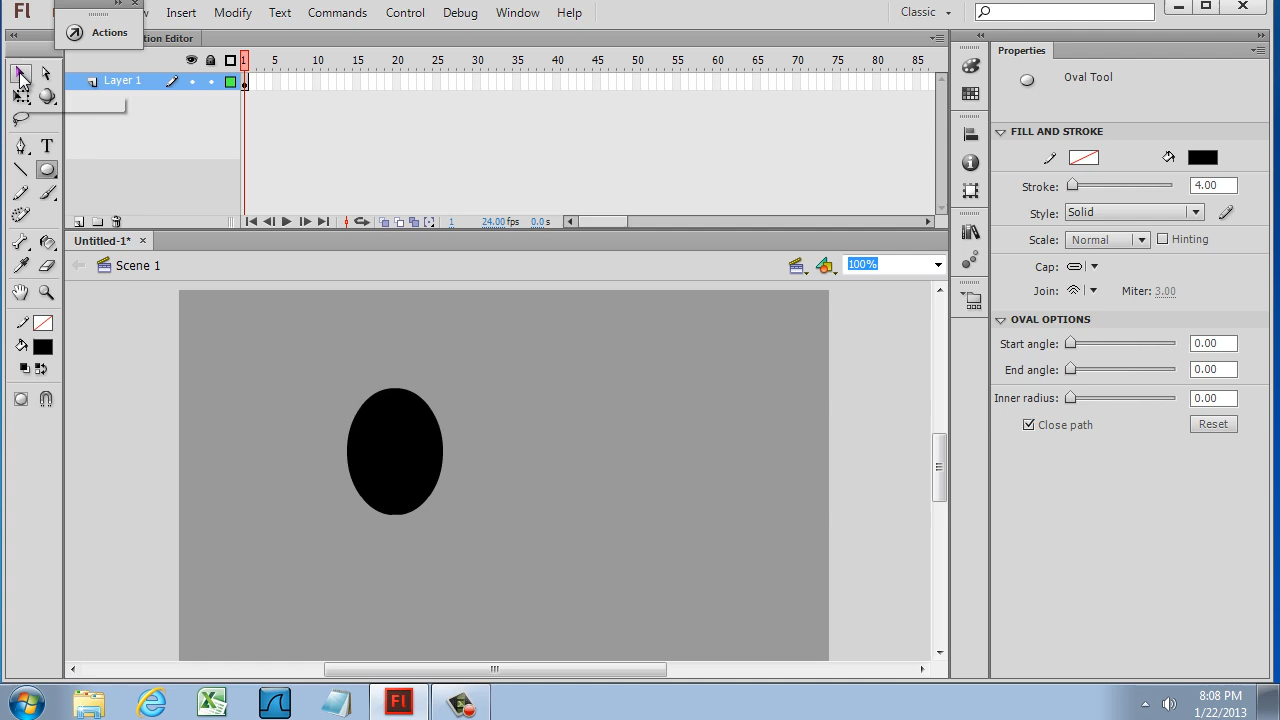 Fl
Insert Modify Text Commands Control Debug Window Help
Classic
Actions
tion Editor
Properties
1 5 10 15 20 25 30 35 40 45 50 55 60 65 70 75 80 85
Layer 1
Oval Tool
FILL AND STROKE
Stroke: 4.00
Style: Solid
Scale: Normal Hinting
Cap:
Join: Miter: 3.00
1 24.00 fps 0.0 s
Untitled-1*
Scene 1
100%
OVAL OPTIONS
Start angle: 0.00
End angle: 0.00
Inner radius: 0.00
Close path Reset
Fl
8:08 PM
1/22/2013